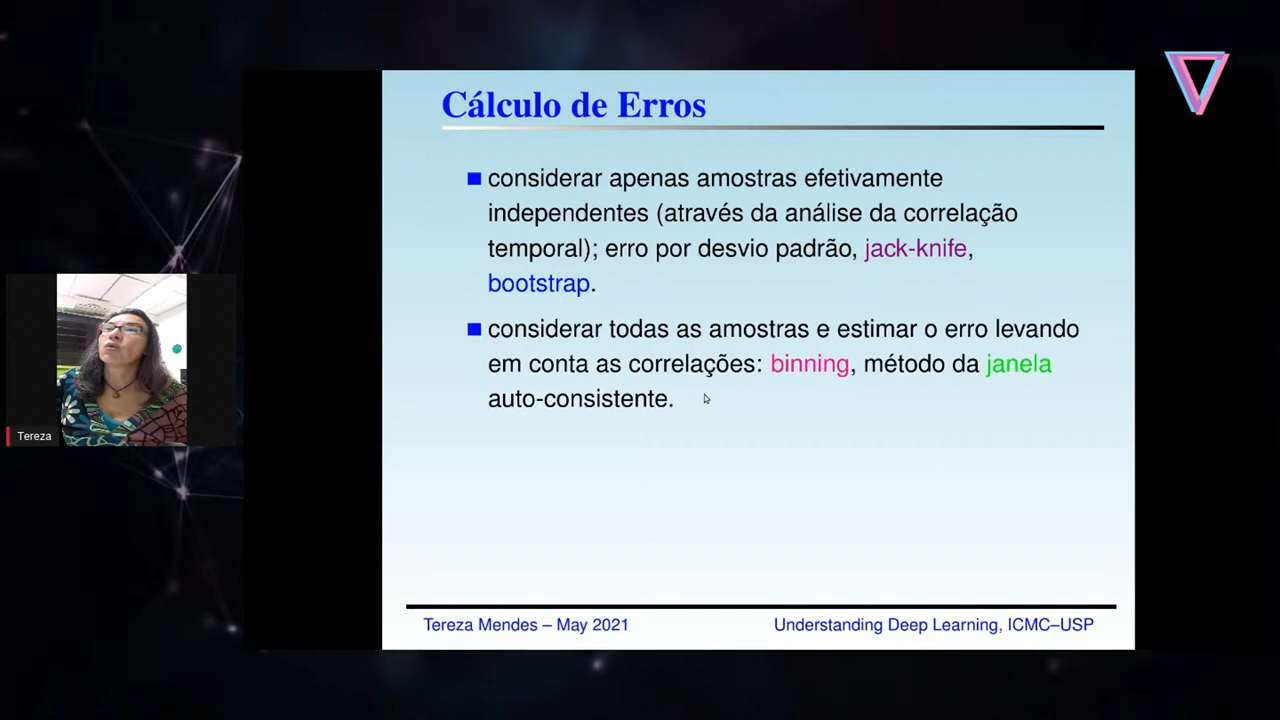 Cálculo de Erros
considerar apenas amostras efetivamente
independentes (através da análise da correlação
temporal); erro por desvio padrão, jack-knife,
bootstrap.
considerar todas as amostras e estimar o erro levando
em conta as correlações: binning, método da janela
auto-consistente.
Tereza
Tereza Mendes – May 2021
Understanding Deep Learning, ICMC–USP